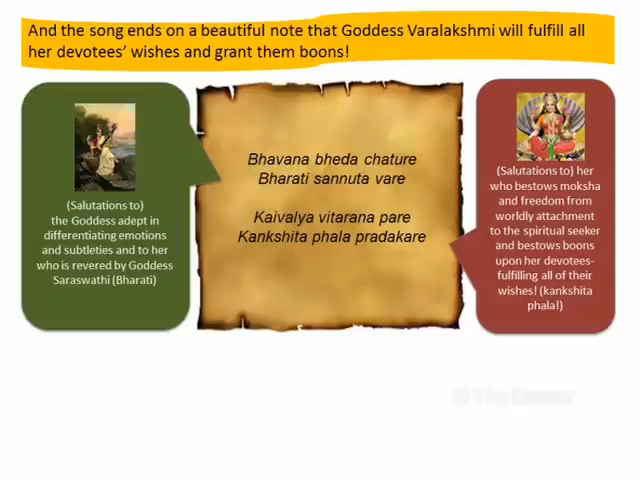 And the song ends on a beautiful note that Goddess Varalakshmi will fulfill all
her devotees' wishes and grant them boons!
(Salutations to)
the Goddess adept in
differentiating emotions
and subtleties and to her
who is revered by Goddess
Saraswathi (Bharati)
Bhavana bheda chature
Bharati sannuta vare
Kaivalya vitarana pare
Kankshita phala pradakare
(Salutations to) her
who bestows moksha
and freedom from
worldly attachment
to the spiritual seeker
and bestows boons
upon her devotees-
fulfilling all of their
wishes! (kankshita
phala!)